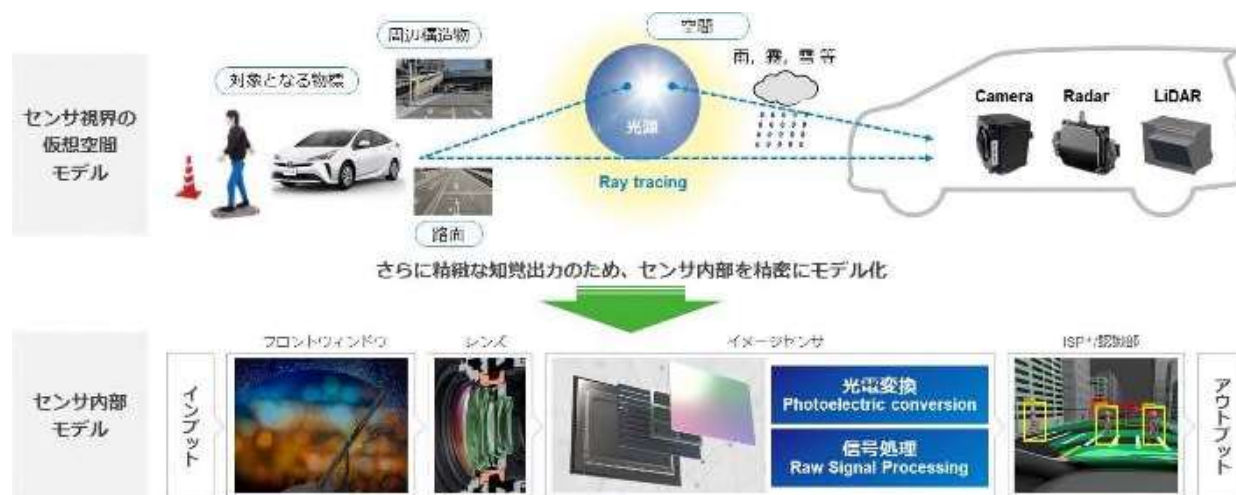 センサ視界の
仮想空間
モデル
対象となる物標
周辺構造物
路面
空間
光源
Ray tracing
雨, 霧, 雪 等
Camera
Radar
LiDAR
さらに精緻な知覚出力のため、センサ内部を精密にモデル化
センサ内部
モデル
インプット
フロントウィンドウ
レンズ
イメージセンサ
光電変換
Photoelectric conversion
信号処理
Raw Signal Processing
ISP*/認識部
アウトプット